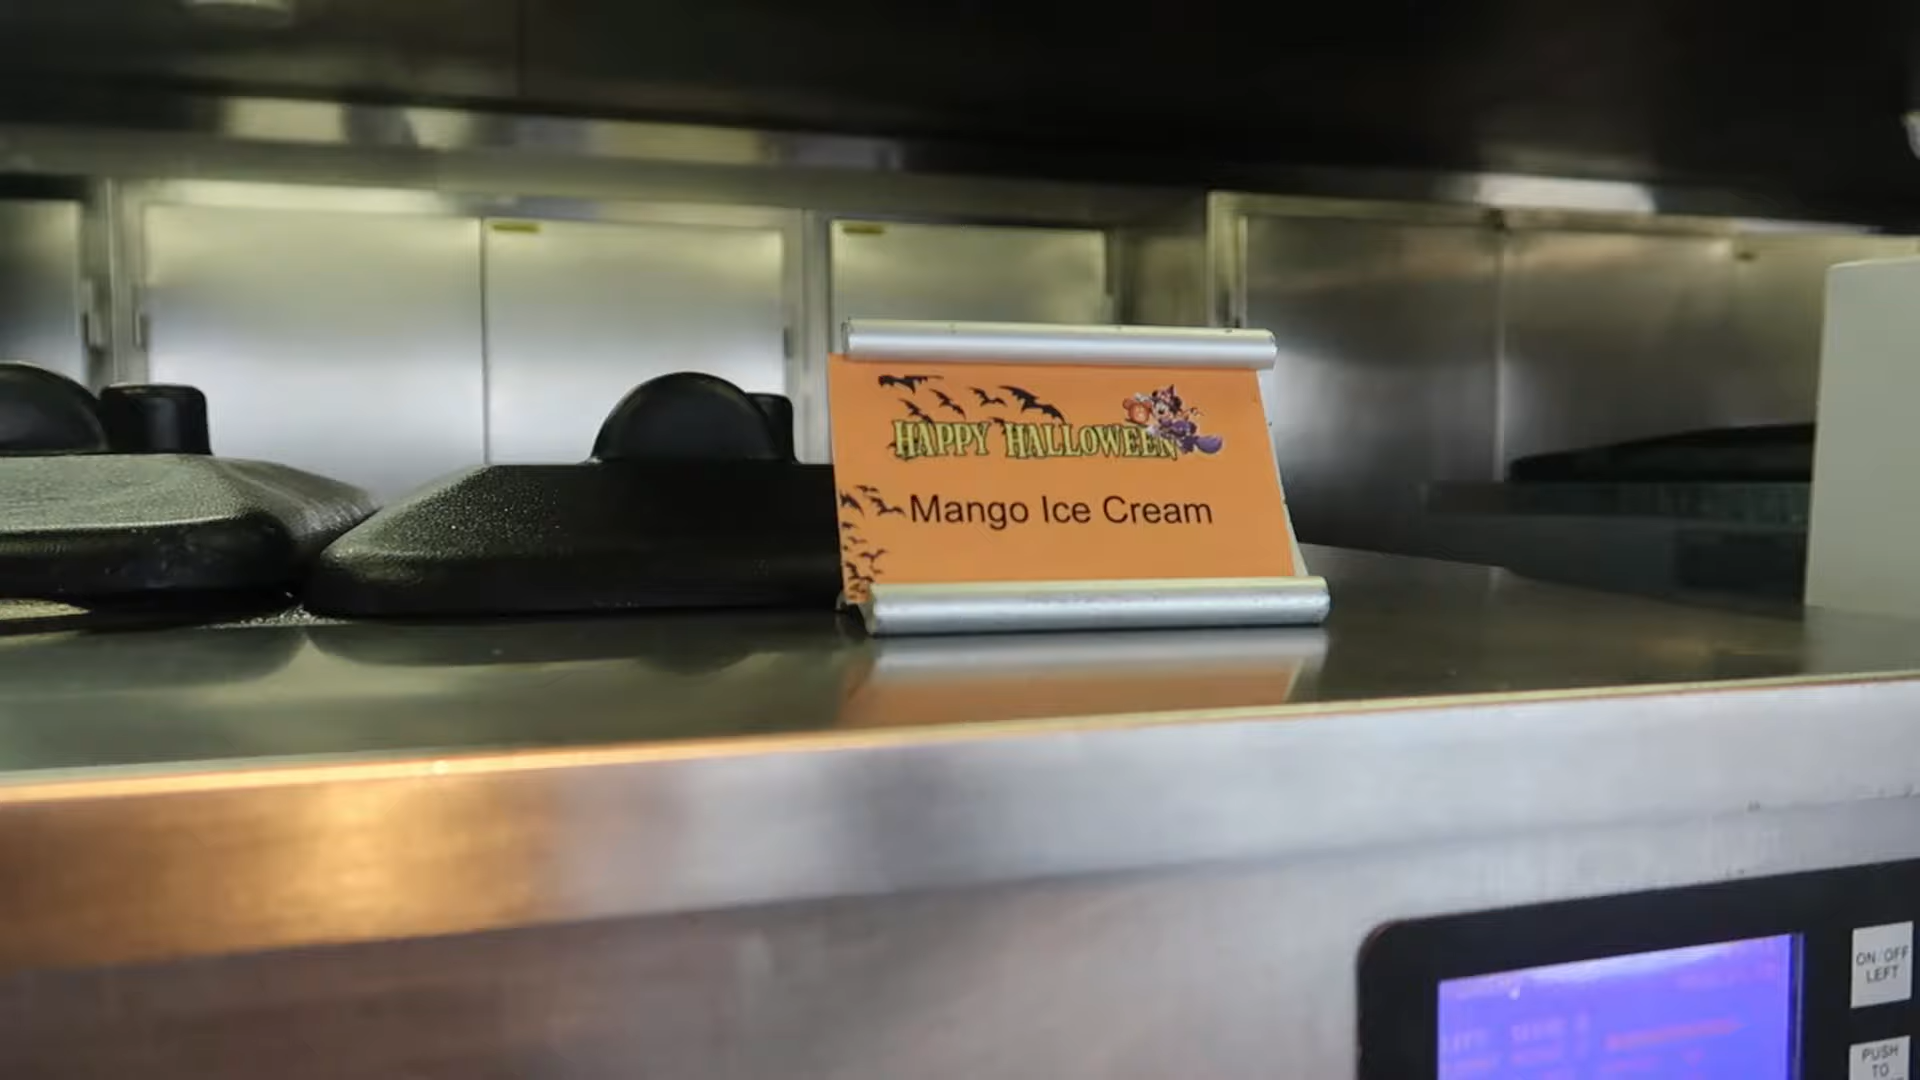 HAPPY HALLOWEEN
Mango Ice Cream
ON/OFF
LEFT
PUSH
TO